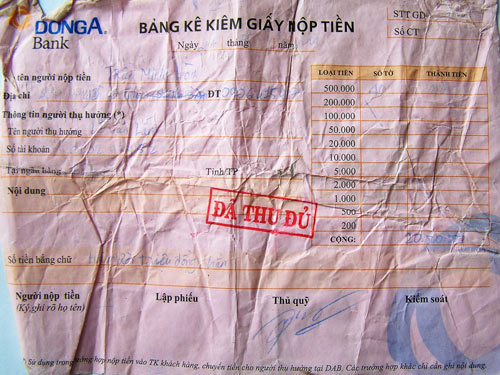 DONGA Bank
BẢNG KÊ KIÊM GIẤY NỘP TIỀN
STT GD
Số CT
Ngày tháng năm
tên người nộp tiền
Địa chỉ ĐT
Thông tin người thụ hưởng (*)
Tên người thụ hưởng
Số tài khoản
Tại ngân hàng Tỉnh/TP
Nội dung
LOẠI TIỀN SỐ TỜ THÀNH TIỀN
500.000
200.000
100.000
50.000
20.000
10.000
5.000
2.000
1.000
500
200
CỘNG:
ĐÃ THU ĐỦ
Số tiền bằng chữ
Người nộp tiền Lập phiếu Thủ quỹ Kiểm soát
(Ký, ghi rõ họ tên)
(*) Sử dụng trong trường hợp nộp tiền vào TK khách hàng, chuyển tiền cho người thụ hưởng tại DAB. Các trường hợp khác chỉ cần ghi nội dung.